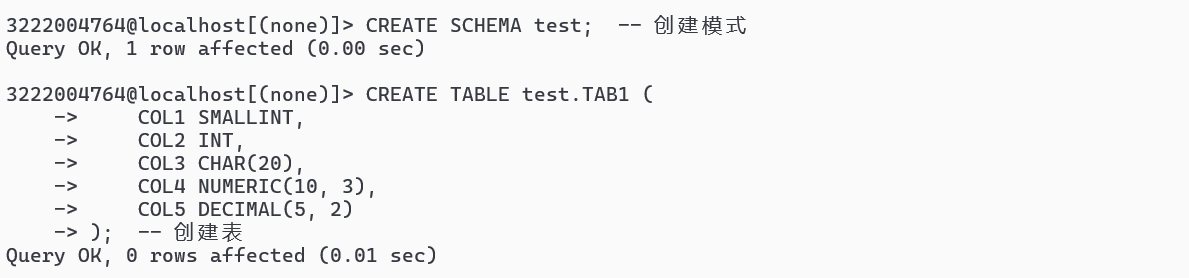 3222004764@localhost[(none)]> CREATE SCHEMA test;  -- 创建模式
Query OK, 1 row affected (0.00 sec)

3222004764@localhost[(none)]> CREATE TABLE test.TAB1 (
    ->     COL1 SMALLINT,
    ->     COL2 INT,
    ->     COL3 CHAR(20),
    ->     COL4 NUMERIC(10, 3),
    ->     COL5 DECIMAL(5, 2)
    -> );  -- 创建表
Query OK, 0 rows affected (0.01 sec)